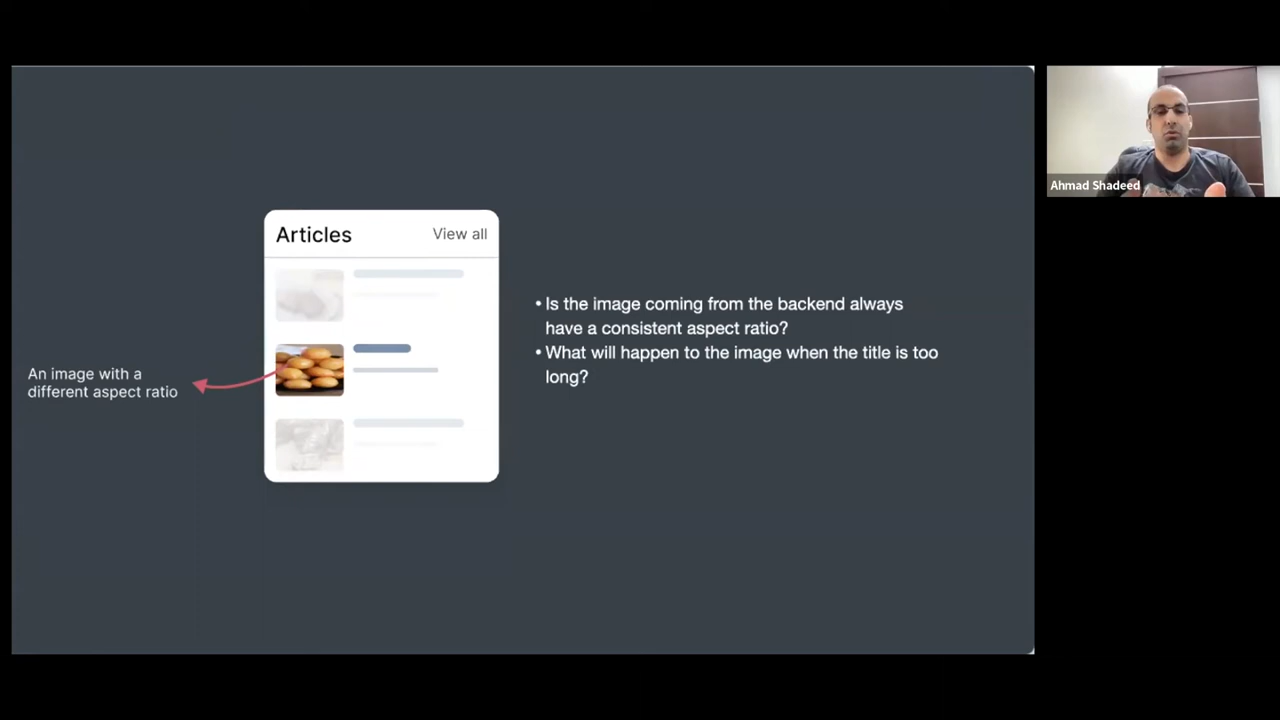 Articles
View all
An image with a
different aspect ratio
• Is the image coming from the backend always
have a consistent aspect ratio?
• What will happen to the image when the title is too
long?
Ahmad Shadeed